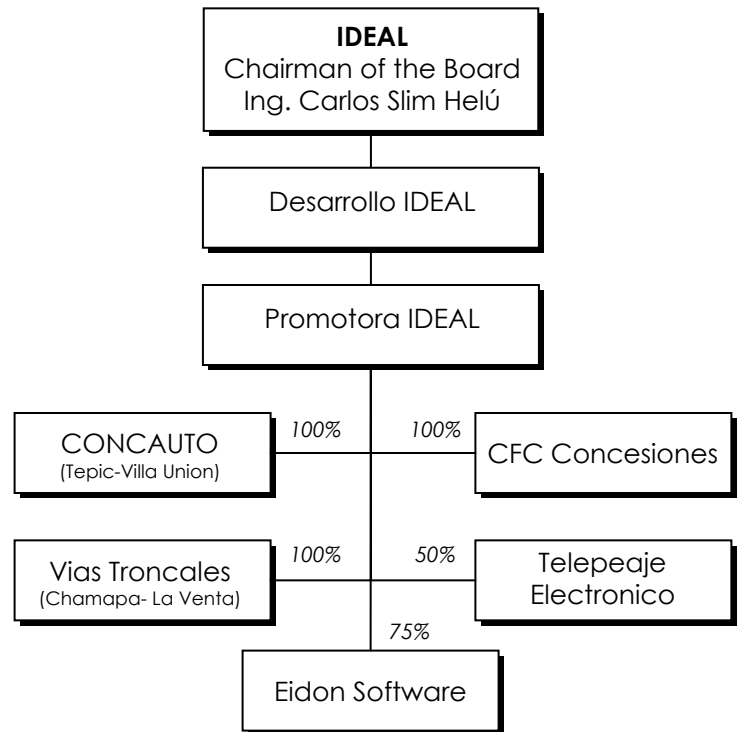 IDEAL
Chairman of the Board
Ing. Carlos Slim Helú
Desarrollo IDEAL
Promotora IDEAL
CONCAUTO
(Tepic-Villa Union)
100%
100%
CFC Concesiones
Vias Troncales
(Chamapa- La Venta)
100%
50%
Telepeaje
Electronico
75%
Eidon Software